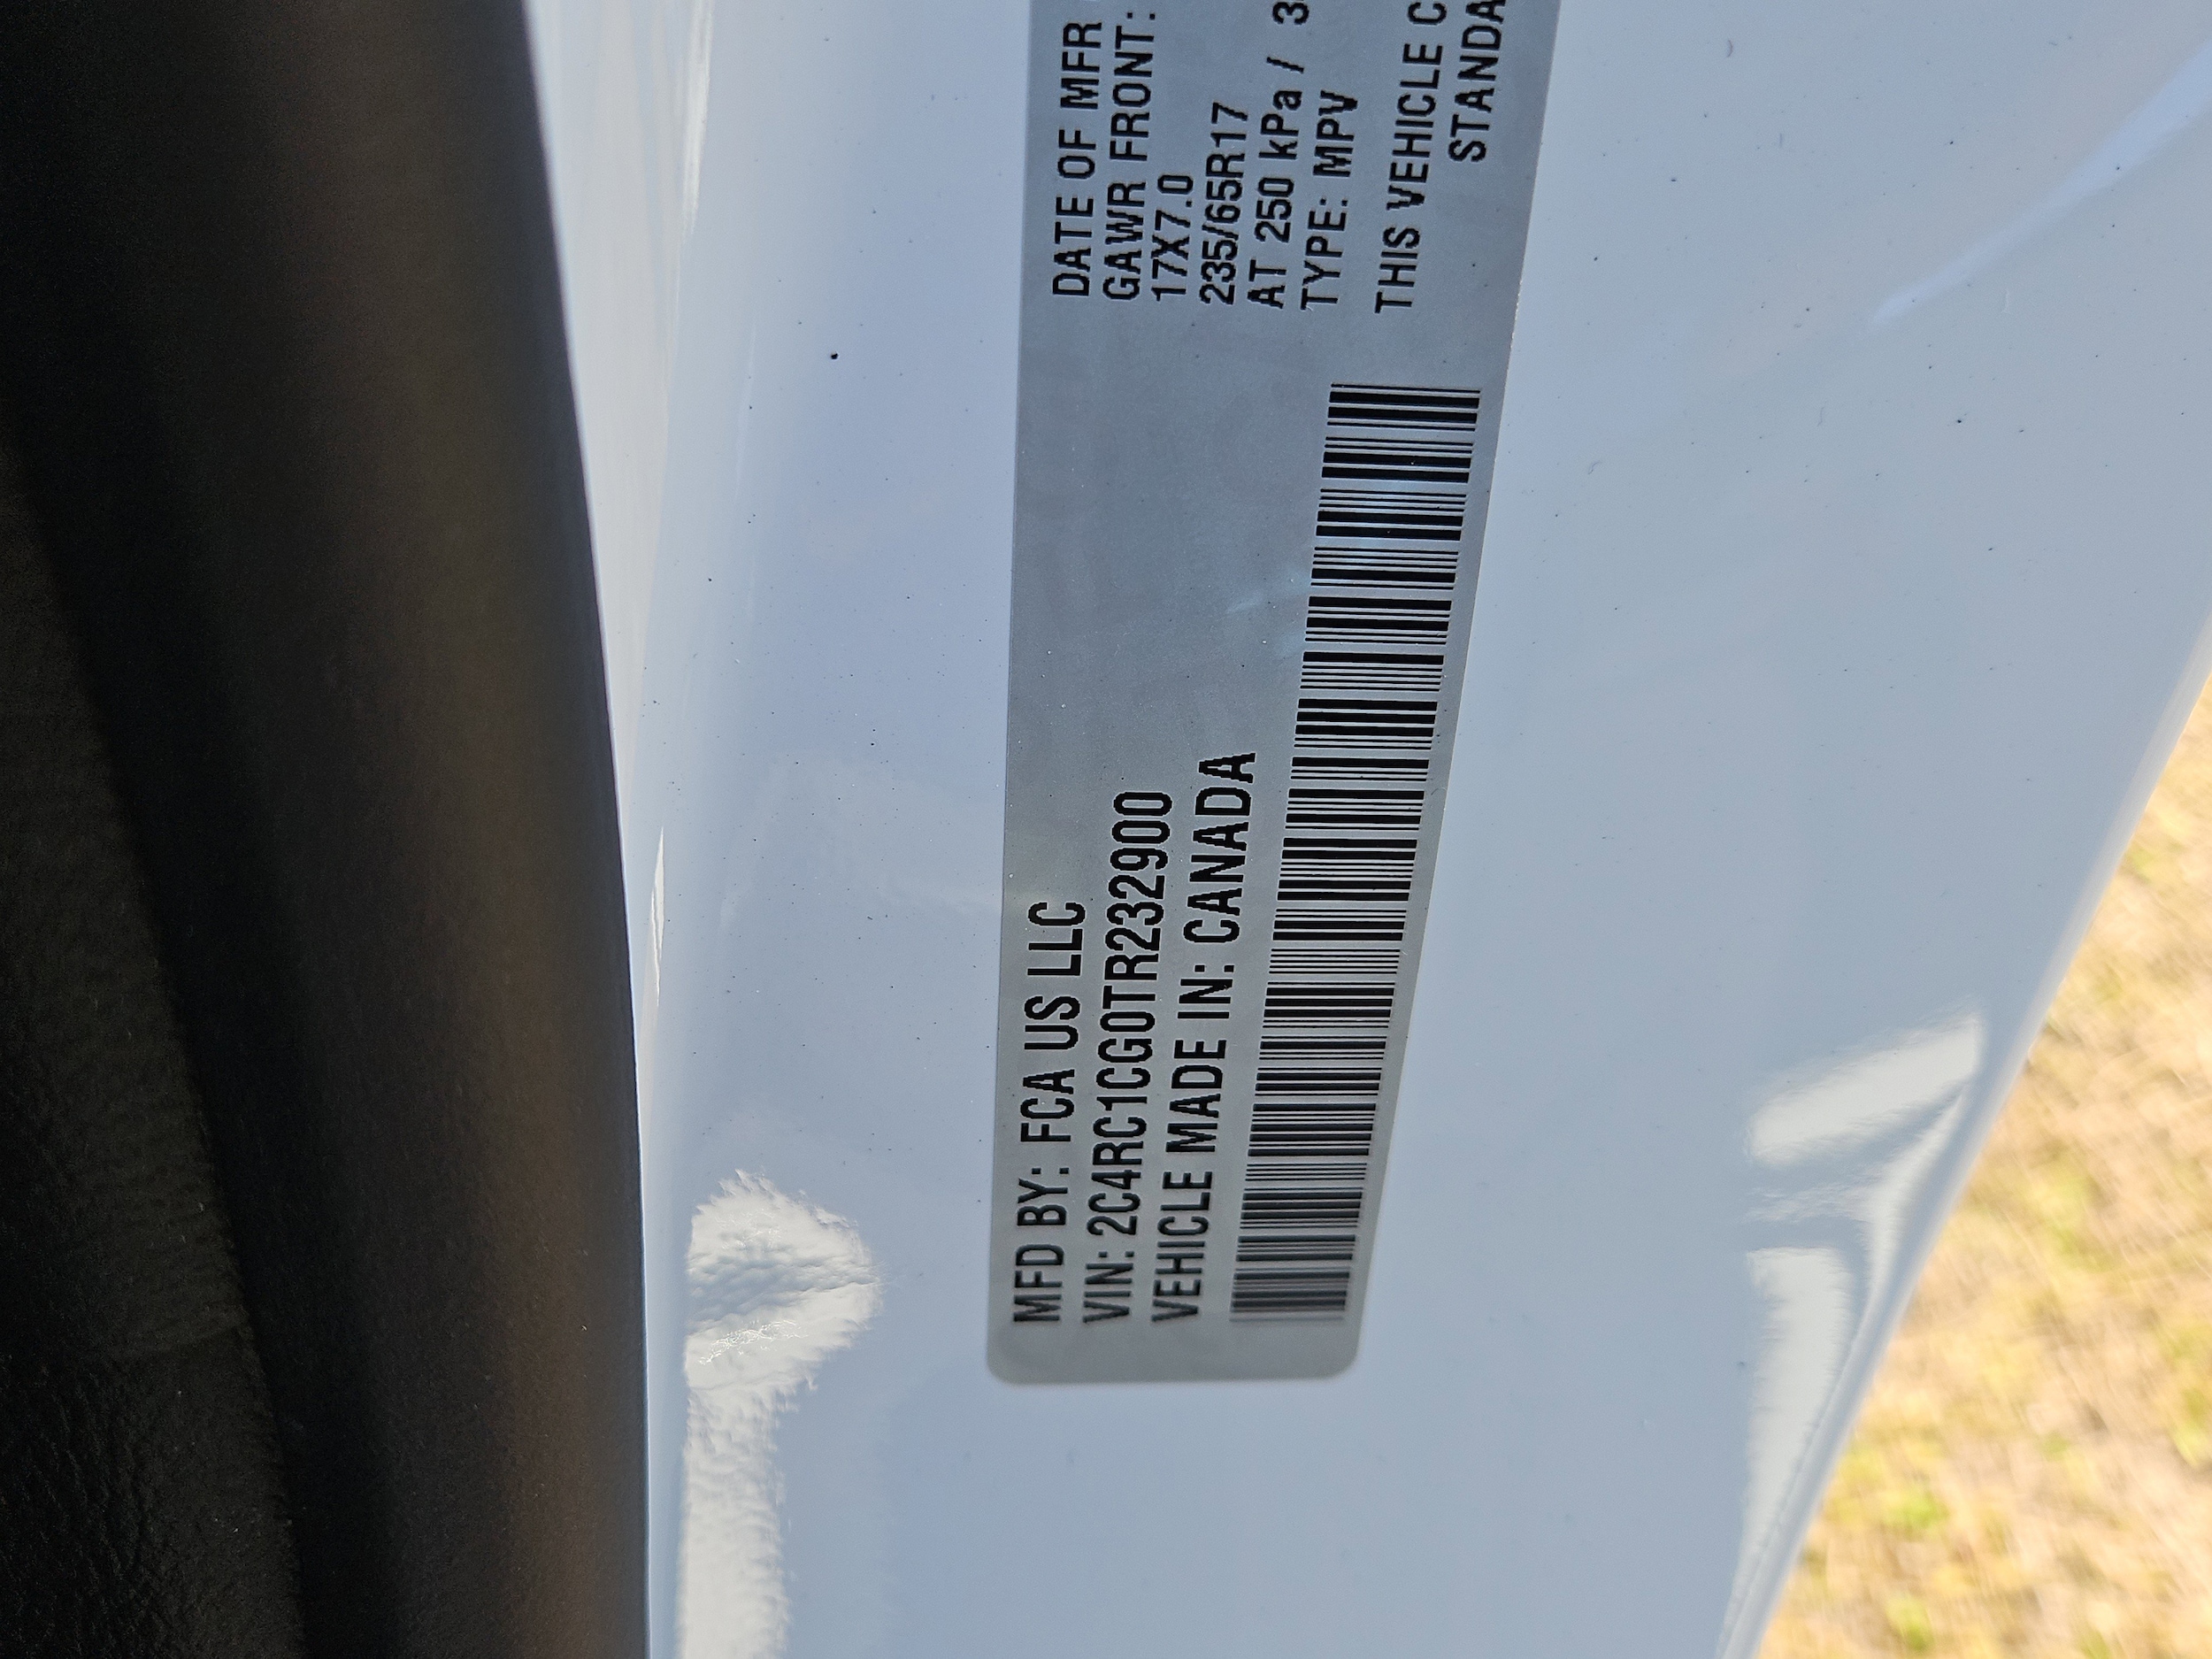 MFD BY: FCA US LLC
VIN: 2C4RC1CG0TR232900
VEHICLE MADE IN: CANADA
DATE OF MFR
GAWR FRONT:
17X7.0
235/65R17
AT 250 kPa / 3
TYPE: MPV
THIS VEHICLE C
STANDA